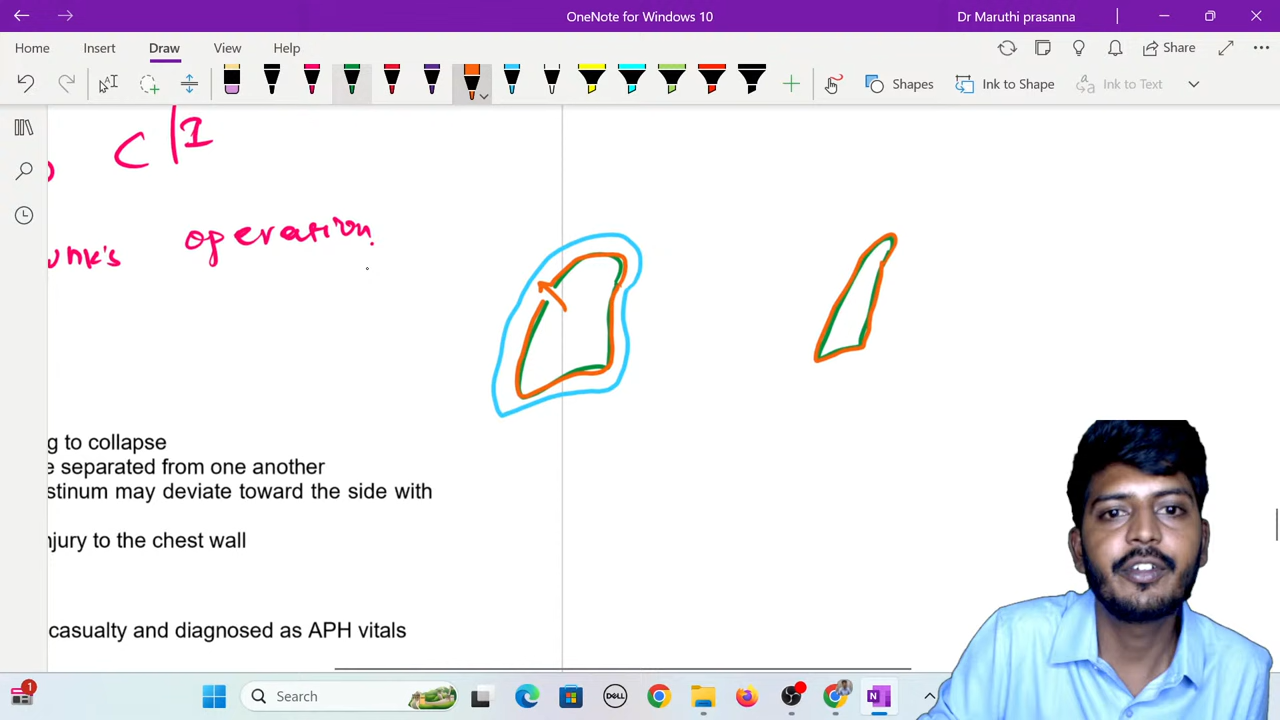 OneNote for Windows 10
Dr Maruthi prasanna
Home Insert Draw View Help
Share
Shapes
Ink to Shape
Ink to Text
C/I
operation
g to collapse
e separated from one another
stinum may deviate toward the side with
njury to the chest wall
casualty and diagnosed as APH vitals
1
Search
DELL
N